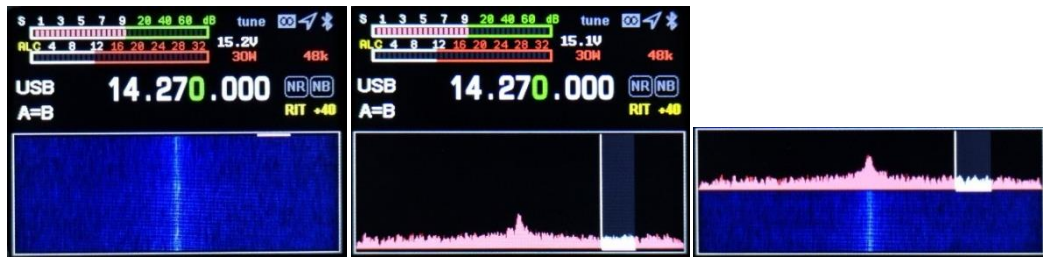 S 1 3 5 7 9 20 40 60 dB tune
ALC 4 8 12 16 20 24 28 32 15.2V
30W 48k
USB 14.270.000 NR NB
A=B RIT +40
S 1 3 5 7 9 20 40 60 dB tune
ALC 4 8 12 16 20 24 28 32 15.1V
30W 48k
USB 14.270.000 NR NB
A=B RIT +40